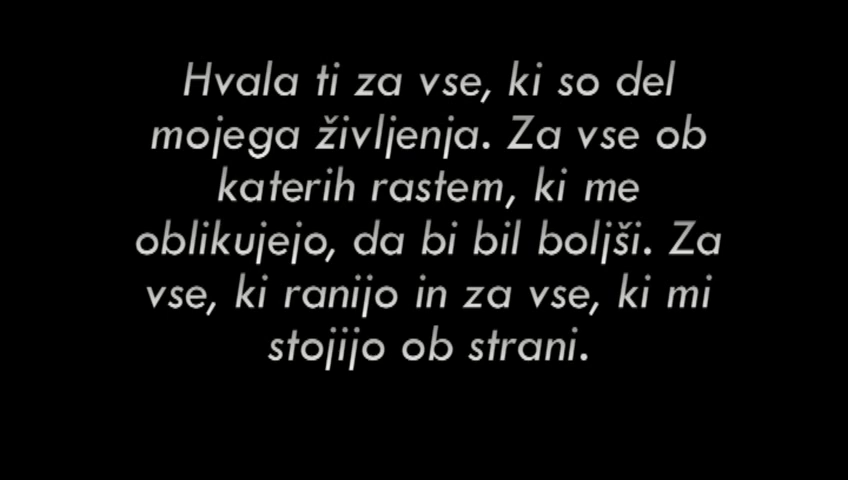 Hvala ti za vse, ki so del
mojega življenja. Za vse ob
katerih rastem, ki me
oblikujejo, da bi bil boljši. Za
vse, ki ranijo in za vse, ki mi
stojijo ob strani.